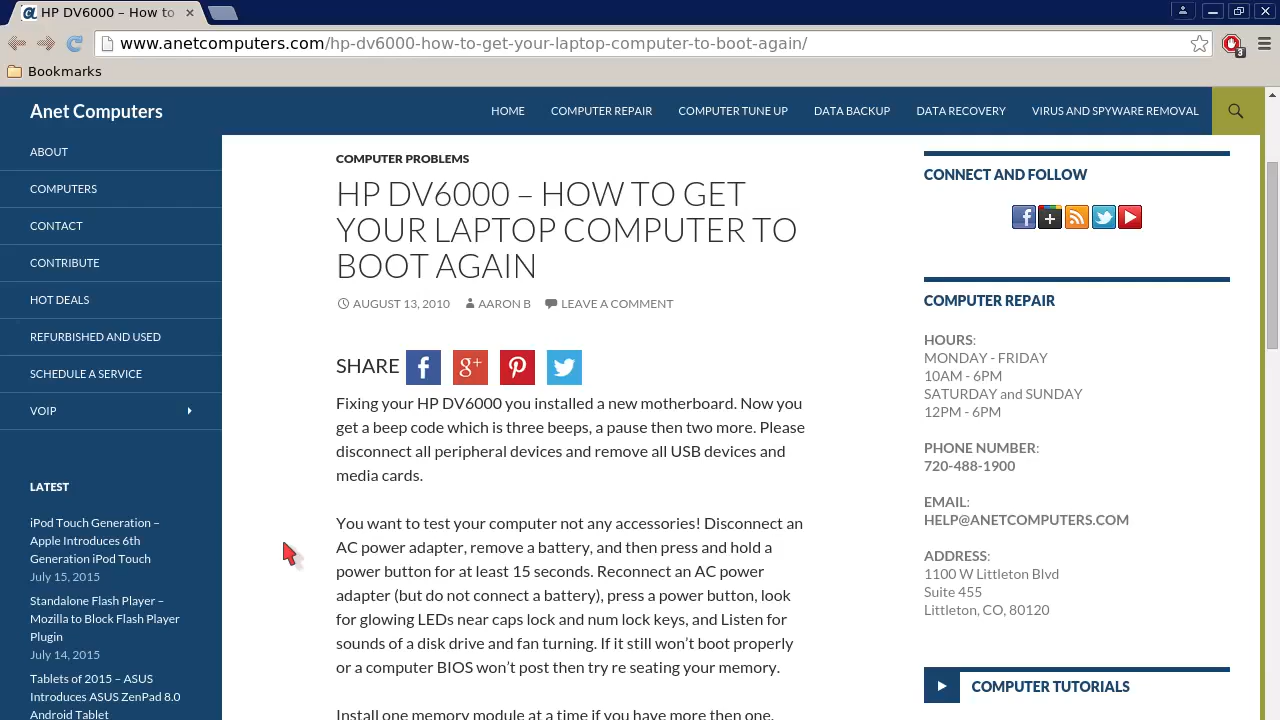 HP DV6000 – How to
www.anetcomputers.com/hp-dv6000-how-to-get-your-laptop-computer-to-boot-again/
3
Bookmarks
Anet Computers
HOME COMPUTER REPAIR COMPUTER TUNE UP DATA BACKUP DATA RECOVERY VIRUS AND SPYWARE REMOVAL
ABOUT
COMPUTERS
CONTACT
CONTRIBUTE
HOT DEALS
REFURBISHED AND USED
SCHEDULE A SERVICE
VOIP
LATEST
iPod Touch Generation –
Apple Introduces 6th
Generation iPod Touch
July 15, 2015
Standalone Flash Player –
Mozilla to Block Flash Player
Plugin
July 14, 2015
Tablets of 2015 – ASUS
Introduces ASUS ZenPad 8.0
Android Tablet
COMPUTER PROBLEMS
HP DV6000 – HOW TO GET
YOUR LAPTOP COMPUTER TO
BOOT AGAIN
AUGUST 13, 2010 AARON B LEAVE A COMMENT
SHARE
Fixing your HP DV6000 you installed a new motherboard. Now you
get a beep code which is three beeps, a pause then two more. Please
disconnect all peripheral devices and remove all USB devices and
media cards.
You want to test your computer not any accessories! Disconnect an
AC power adapter, remove a battery, and then press and hold a
power button for at least 15 seconds. Reconnect an AC power
adapter (but do not connect a battery), press a power button, look
for glowing LEDs near caps lock and num lock keys, and Listen for
sounds of a disk drive and fan turning. If it still won’t boot properly
or a computer BIOS won’t post then try re seating your memory.
Install one memory module at a time if you have more then one.
CONNECT AND FOLLOW
COMPUTER REPAIR
HOURS:
MONDAY - FRIDAY
10AM - 6PM
SATURDAY and SUNDAY
12PM - 6PM
PHONE NUMBER:
720-488-1900
EMAIL:
HELP@ANETCOMPUTERS.COM
ADDRESS:
1100 W Littleton Blvd
Suite 455
Littleton, CO, 80120
COMPUTER TUTORIALS